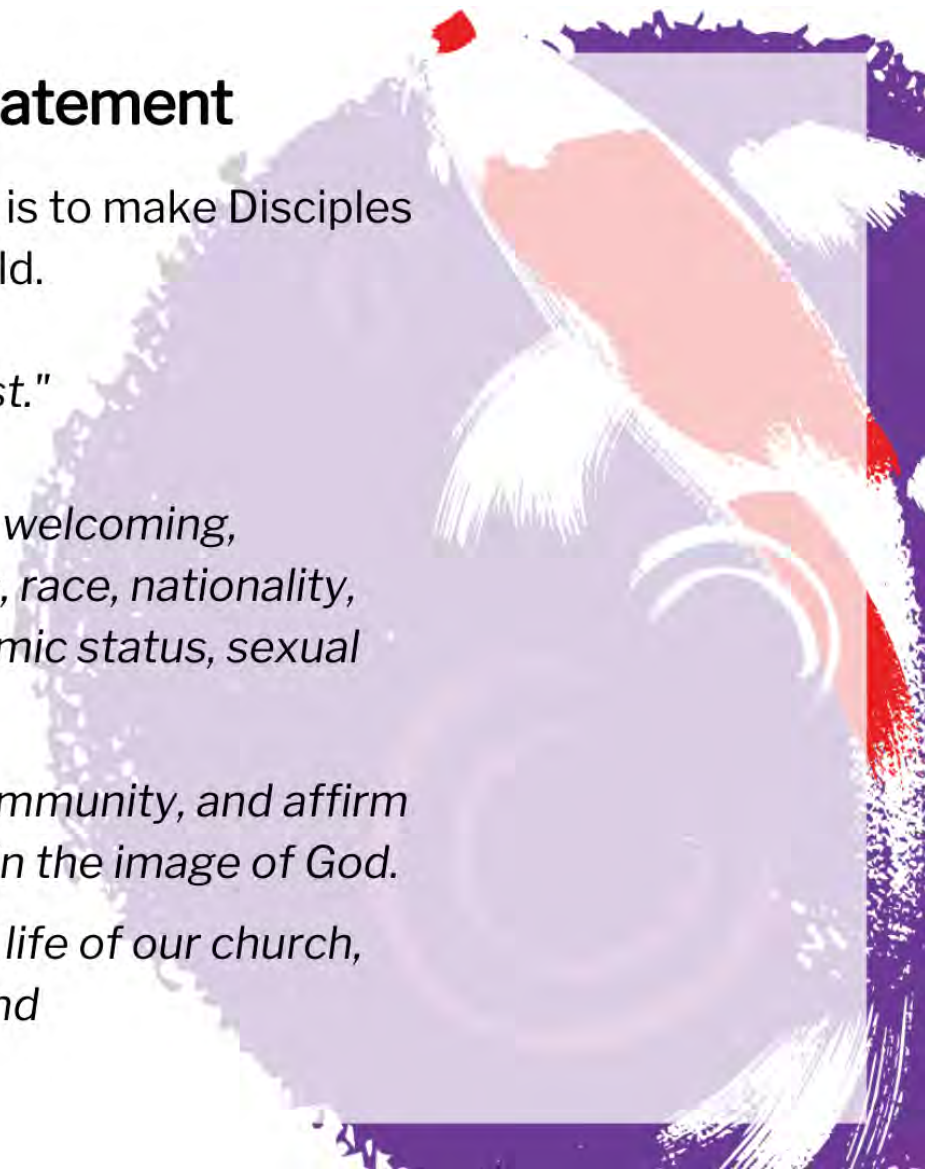 atement
is to make Disciples
ld.
st."
welcoming,
, race, nationality,
mic status, sexual
mmunity, and affirm
n the image of God.
life of our church,
nd